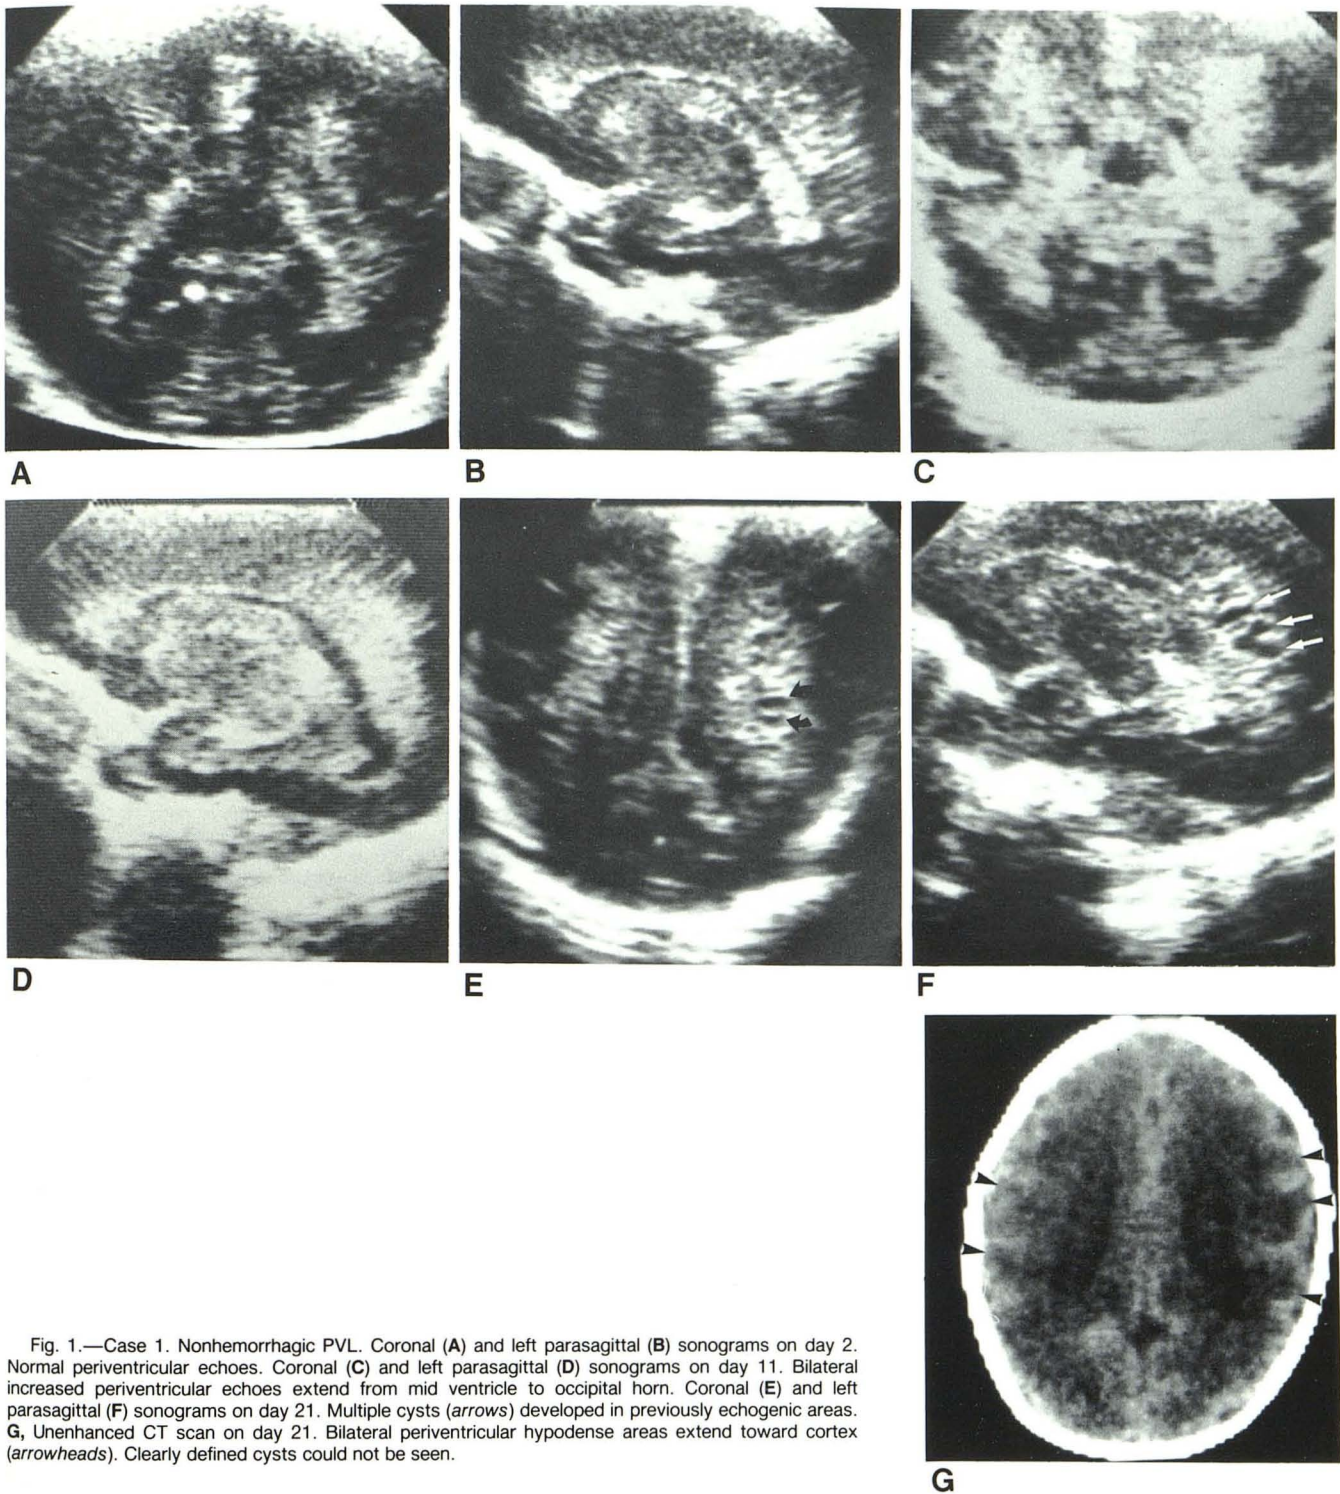 A
B
C
D
E
F
G
Fig. 1.—Case 1. Nonhemorrhagic PVL. Coronal (A) and left parasagittal (B) sonograms on day 2.
Normal periventricular echoes. Coronal (C) and left parasagittal (D) sonograms on day 11. Bilateral
increased periventricular echoes extend from mid ventricle to occipital horn. Coronal (E) and left
parasagittal (F) sonograms on day 21. Multiple cysts (arrows) developed in previously echogenic areas.
G, Unenhanced CT scan on day 21. Bilateral periventricular hypodense areas extend toward cortex
(arrowheads). Clearly defined cysts could not be seen.